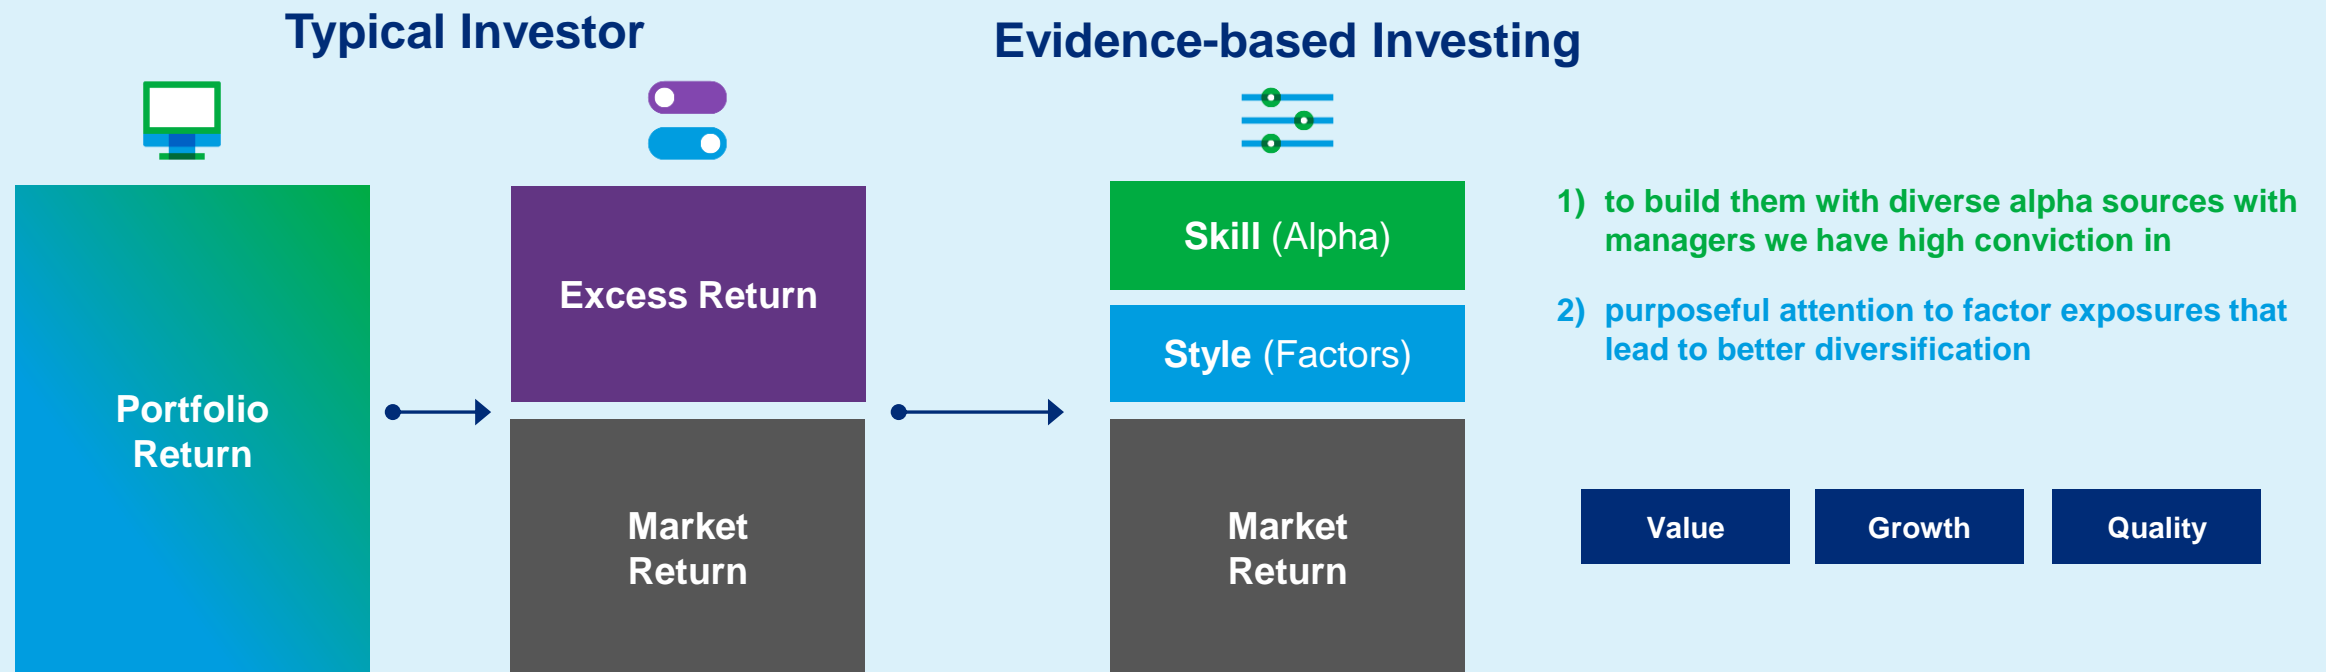 Typical Investor
Evidence-based Investing
Portfolio
Return
Excess Return
Market
Return
Skill (Alpha)
Style (Factors)
Market
Return
1) to build them with diverse alpha sources with
managers we have high conviction in
2) purposeful attention to factor exposures that
lead to better diversification
Value
Growth
Quality